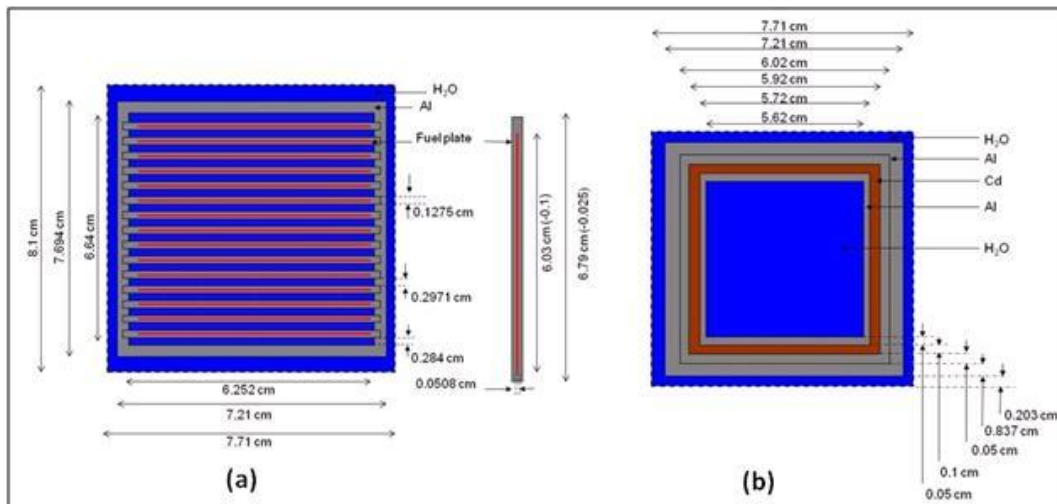 8.1 cm
7.694 cm
6.64 cm
H₂O
Al
Fuel plate
0.1275 cm
0.2971 cm
0.284 cm
0.0508 cm
6.03 cm (-0.1)
6.79 cm (-0.025)
6.252 cm
7.21 cm
7.71 cm
(a)
7.71 cm
7.21 cm
6.02 cm
5.92 cm
5.72 cm
5.62 cm
H₂O
Al
Cd
Al
H₂O
0.203 cm
0.837 cm
0.05 cm
0.1 cm
0.05 cm
(b)